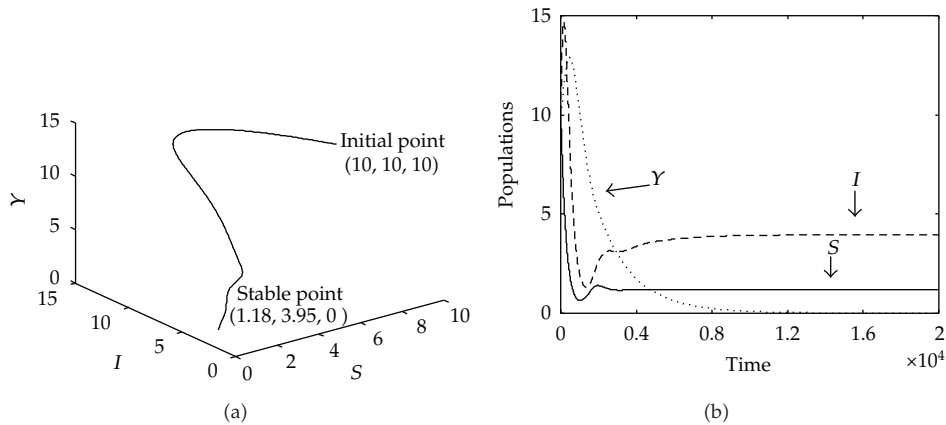 15
10
5
0
Y
15
10
5
0
I
0
2
4
6
8
10
S
Initial point
(10, 10, 10)
Stable point
(1.18, 3.95, 0 )
(a)
15
10
5
0
Populations
Y
I
S
0 0.4 0.8 1.2 1.6 2
×10⁴
Time
(b)